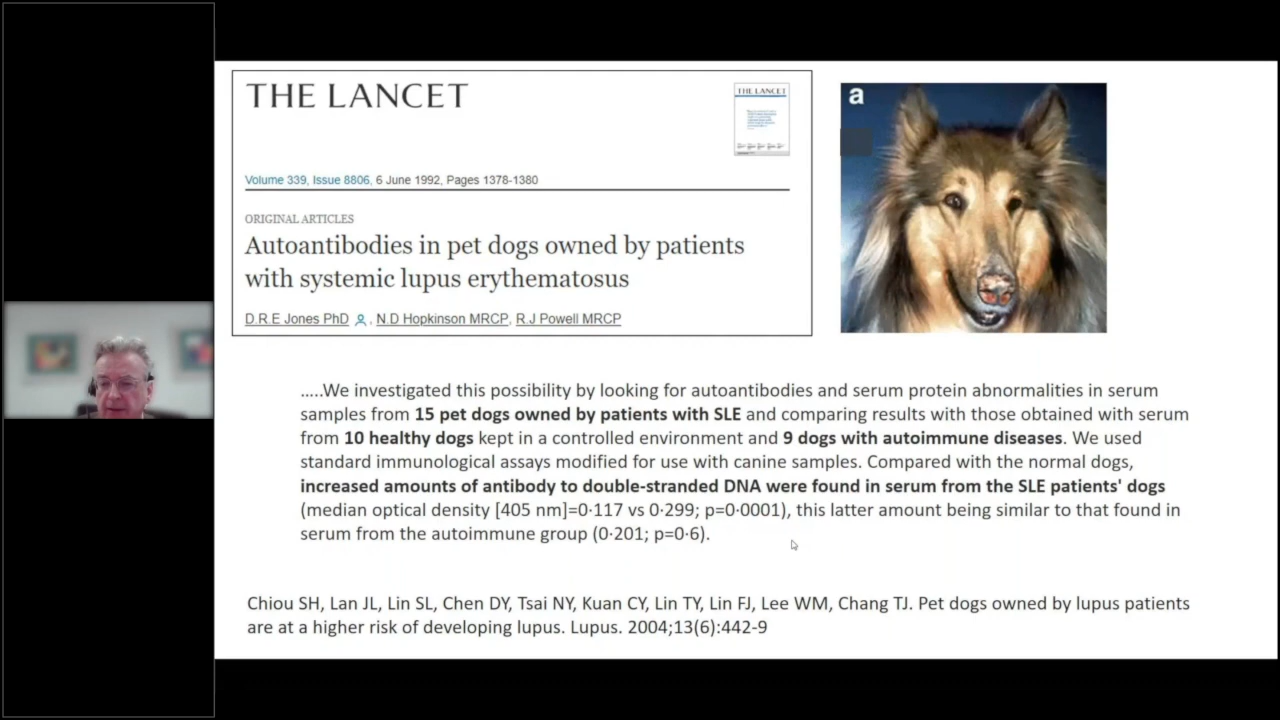 THE LANCET
THE LANCET
Volume 339, Issue 8806, 6 June 1992, Pages 1378-1380
ORIGINAL ARTICLES
Autoantibodies in pet dogs owned by patients
with systemic lupus erythematosus
D.R.E Jones PhD , N.D Hopkinson MRCP, R.J Powell MRCP
a
.....We investigated this possibility by looking for autoantibodies and serum protein abnormalities in serum
samples from 15 pet dogs owned by patients with SLE and comparing results with those obtained with serum
from 10 healthy dogs kept in a controlled environment and 9 dogs with autoimmune diseases. We used
standard immunological assays modified for use with canine samples. Compared with the normal dogs,
increased amounts of antibody to double-stranded DNA were found in serum from the SLE patients' dogs
(median optical density [405 nm]=0·117 vs 0·299; p=0·0001), this latter amount being similar to that found in
serum from the autoimmune group (0·201; p=0·6).
Chiou SH, Lan JL, Lin SL, Chen DY, Tsai NY, Kuan CY, Lin TY, Lin FJ, Lee WM, Chang TJ. Pet dogs owned by lupus patients
are at a higher risk of developing lupus. Lupus. 2004;13(6):442-9